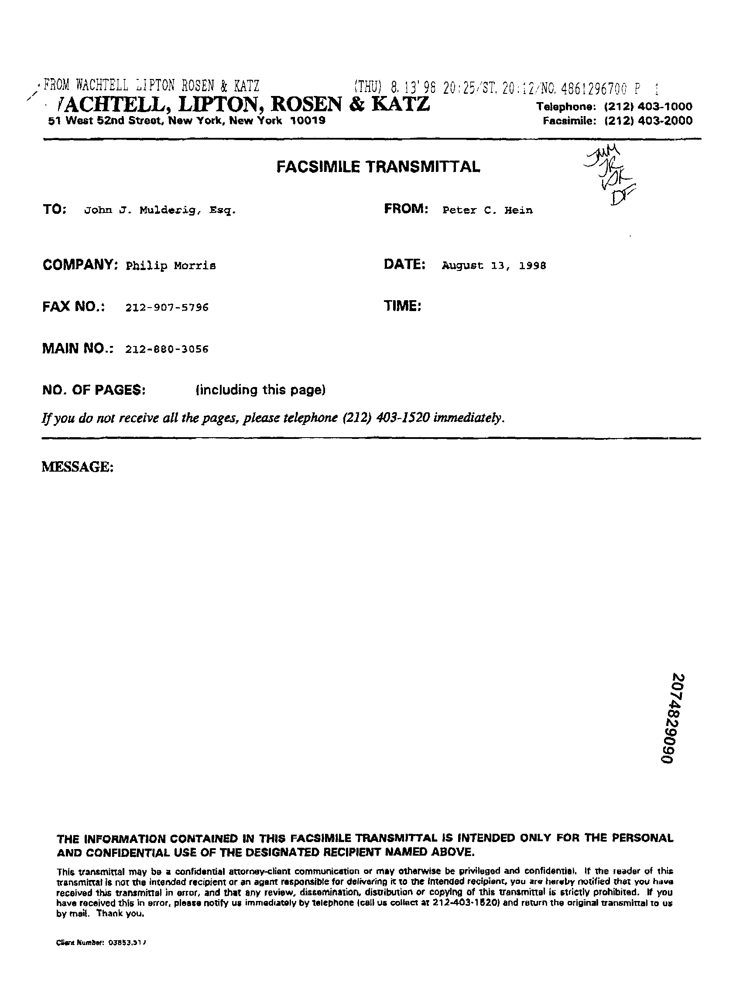 FROM WACHTELL LIPTON ROSEN & KATZ (THU) 8. 13' 98 20:25/ST. 20:12/NO. 4861296700 P 1
ACHTELL, LIPTON, ROSEN & KATZ
Telephone: (212) 403-1000
51 West 52nd Street, New York, New York 10019
Facsimile: (212) 403-2000
FACSIMILE TRANSMITTAL
JMM
JR
VSK
DF
TO: John J. Mulderig, Esq. FROM: Peter C. Hein
COMPANY: Philip Morris DATE: August 13, 1998
FAX NO.: 212-907-5796 TIME:
MAIN NO.: 212-880-3056
NO. OF PAGES: (including this page)
If you do not receive all the pages, please telephone (212) 403-1520 immediately.
MESSAGE:
2074829090
THE INFORMATION CONTAINED IN THIS FACSIMILE TRANSMITTAL IS INTENDED ONLY FOR THE PERSONAL
AND CONFIDENTIAL USE OF THE DESIGNATED RECIPIENT NAMED ABOVE.
This transmittal may be a confidential attorney-client communication or may otherwise be privileged and confidential. If the reader of this
transmittal is not the intended recipient or an agent responsible for delivering it to the intended recipient, you are hereby notified that you have
received this transmittal in error, and that any review, dissemination, distribution or copying of this transmittal is strictly prohibited. If you
have received this in error, please notify us immediately by telephone (call us collect at 212-403-1520) and return the original transmittal to us
by mail. Thank you.
Client Number: 03853.517